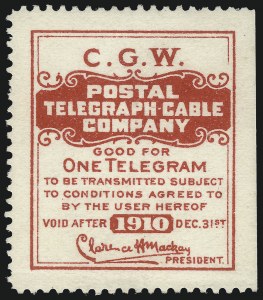 C.G.W.
POSTAL
TELEGRAPH-CABLE
COMPANY
GOOD FOR
ONE TELEGRAM
TO BE TRANSMITTED SUBJECT
TO CONDITIONS AGREED TO
BY THE USER HEREOF
VOID AFTER 1910 DEC. 31ST
Clarence H Mackay
PRESIDENT.